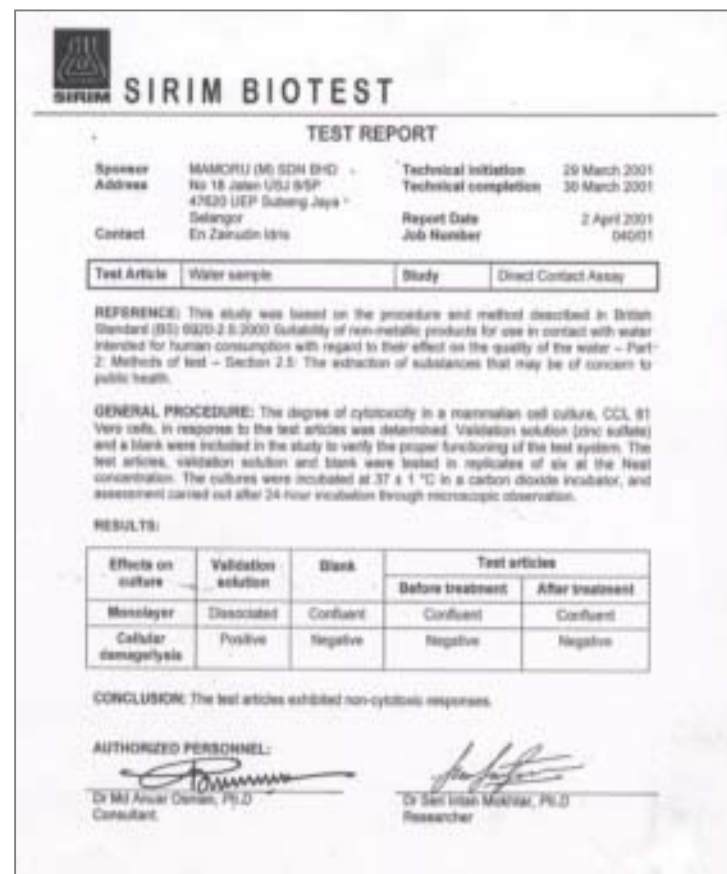 SIRIM
SIRIM BIOTEST
TEST REPORT
Sponsor MAMORU (M) SDN BHD Technical initiation 29 March 2001
Address No 18 Jalan USJ 9/5P Technical completion 30 March 2001
47620 UEP Subang Jaya
Selangor Report Date 2 April 2001
Contact En Zainudin Idris Job Number 040/01
Test Article Water sample Study Direct Contact Assay
REFERENCE: This study was based on the procedure and method described in British
Standard (BS) 6920-2.5:2000 Suitability of non-metallic products for use in contact with water
intended for human consumption with regard to their effect on the quality of the water – Part
2: Methods of test – Section 2.5: The extraction of substances that may be of concern to
public health.
GENERAL PROCEDURE: The degree of cytotoxicity in a mammalian cell culture, CCL 81
Vero cells, in response to the test articles was determined. Validation solution (zinc sulfate)
and a blank were included in the study to verify the proper functioning of the test system. The
test articles, validation solution and blank were tested in replicates of six at the Neat
concentration. The cultures were incubated at 37 ± 1 °C in a carbon dioxide incubator, and
assessment carried out after 24-hour incubation through microscopic observation.
RESULTS:
Effects on culture Validation solution Blank Test articles
Before treatment After treatment
Monolayer Dissociated Confluent Confluent Confluent
Cellular damage/lysis Positive Negative Negative Negative
CONCLUSION: The test articles exhibited non-cytotoxic responses.
AUTHORIZED PERSONNEL:
Dr Md Anuar Osman, Ph.D Dr Seri Intan Mokhtar, Ph.D
Consultant Researcher